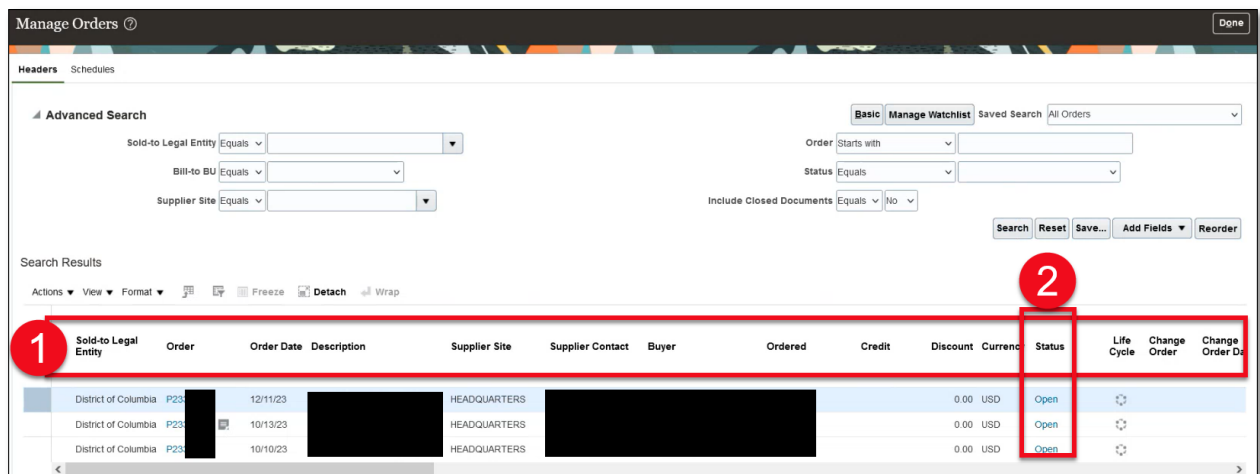 Manage Orders ?
Done
Headers Schedules
Advanced Search
Basic Manage Watchlist Saved Search All Orders
Sold-to Legal Entity Equals
Order Starts with
Bill-to BU Equals
Status Equals
Supplier Site Equals
Include Closed Documents Equals No
Search Reset Save... Add Fields Reorder
Search Results
Actions View Format Freeze Detach Wrap
2
1
Sold-to Legal Entity Order Order Date Description Supplier Site Supplier Contact Buyer Ordered Credit Discount Currency Status Life Cycle Change Order Change Order Da
District of Columbia P23 12/11/23 HEADQUARTERS 0.00 USD Open
District of Columbia P23 10/13/23 HEADQUARTERS 0.00 USD Open
District of Columbia P23 10/10/23 HEADQUARTERS 0.00 USD Open